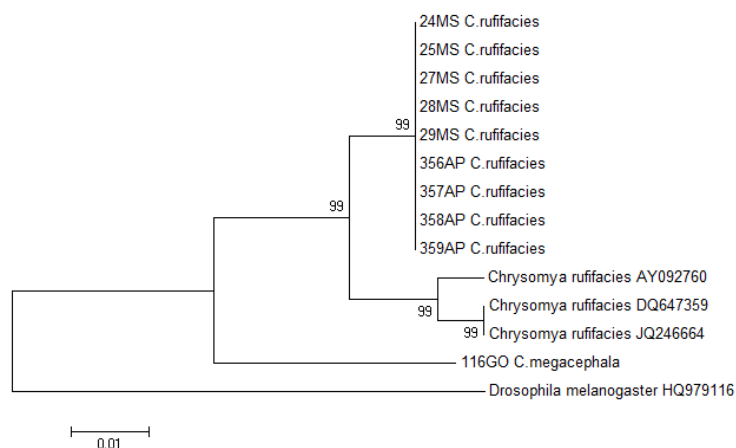 24MS C.rufifacies
25MS C.rufifacies
27MS C.rufifacies
28MS C.rufifacies
99
29MS C.rufifacies
356AP C.rufifacies
357AP C.rufifacies
99
358AP C.rufifacies
359AP C.rufifacies
Chrysomya rufifacies AY092760
Chrysomya rufifacies DQ647359
99
99
Chrysomya rufifacies JQ246664
116GO C.megacephala
Drosophila melanogaster HQ979116
0.01